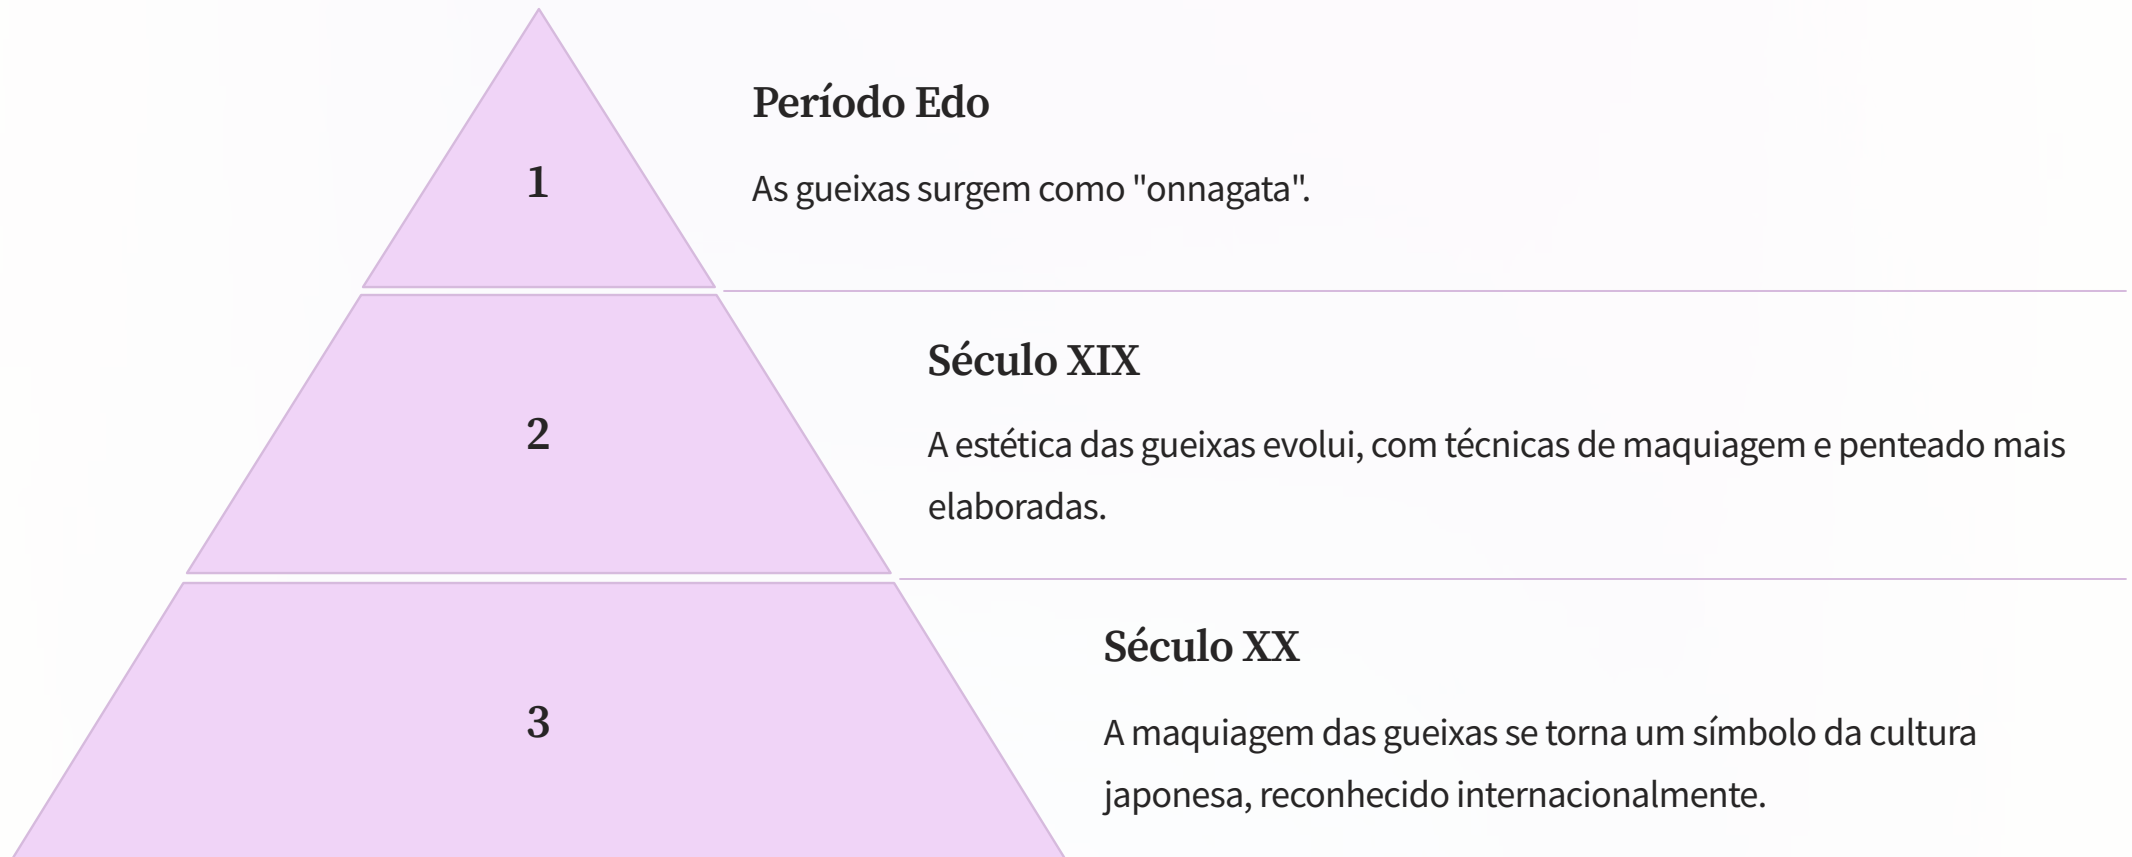 1
Período Edo
As gueixas surgem como "onnagata".
2
Século XIX
A estética das gueixas evolui, com técnicas de maquiagem e penteado mais
elaboradas.
3
Século XX
A maquiagem das gueixas se torna um símbolo da cultura
japonesa, reconhecido internacionalmente.